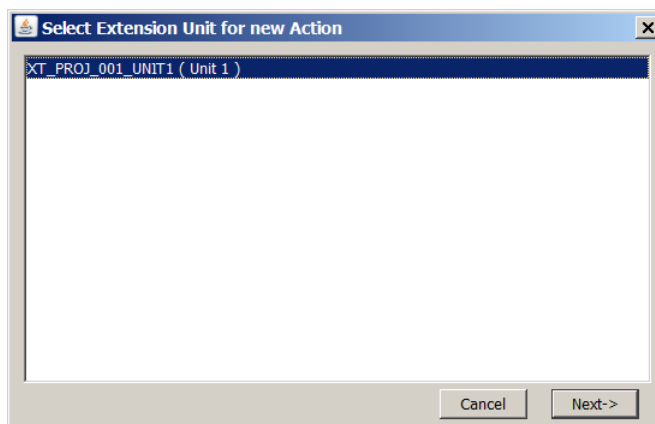 Select Extension Unit for new Action
XT_PROJ_001_UNIT1 ( Unit 1 )
Cancel
Next->